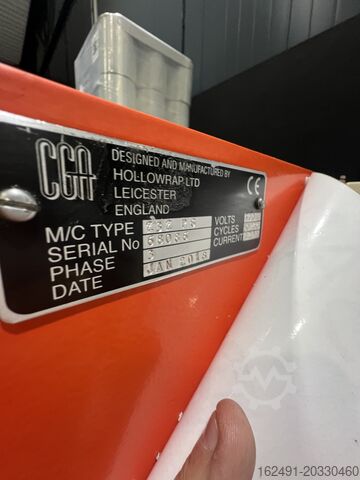 CGA
DESIGNED AND MANUFACTURED BY
HOLLOWRAP LTD
LEICESTER
ENGLAND
CE
M/C TYPE
SERIAL No
PHASE 3
DATE JAN 2018
VOLTS
CYCLES
CURRENT
162491-20330460